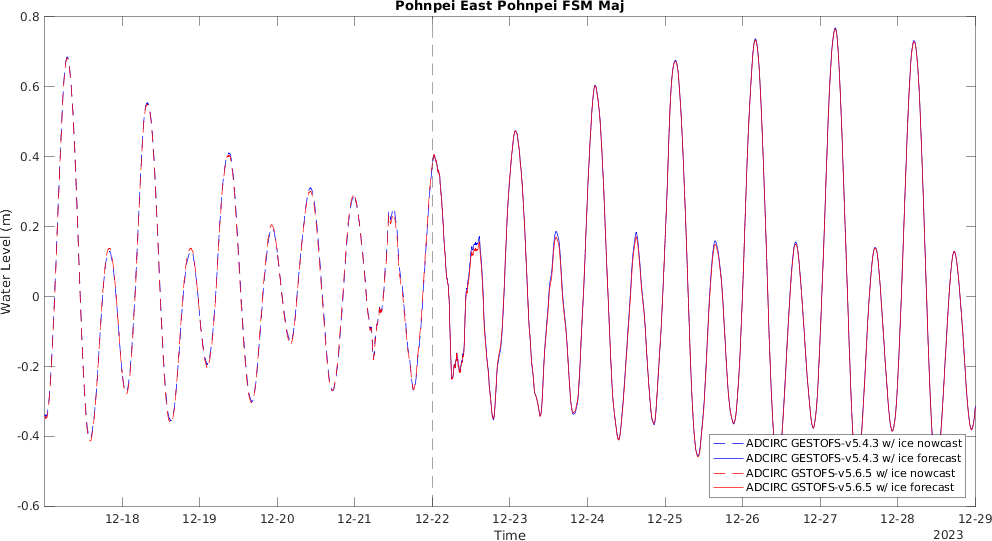 Pohnpei East Pohnpei FSM Maj
0.8
0.6
0.4
0.2
0
-0.2
-0.4
-0.6
Water Level (m)
ADCIRC GESTOFS-v5.4.3 w/ ice nowcast
ADCIRC GESTOFS-v5.4.3 w/ ice forecast
ADCIRC GSTOFS-v5.6.5 w/ ice nowcast
ADCIRC GSTOFS-v5.6.5 w/ ice forecast
12-18 12-19 12-20 12-21 12-22 12-23 12-24 12-25 12-26 12-27 12-28 12-29
Time
2023